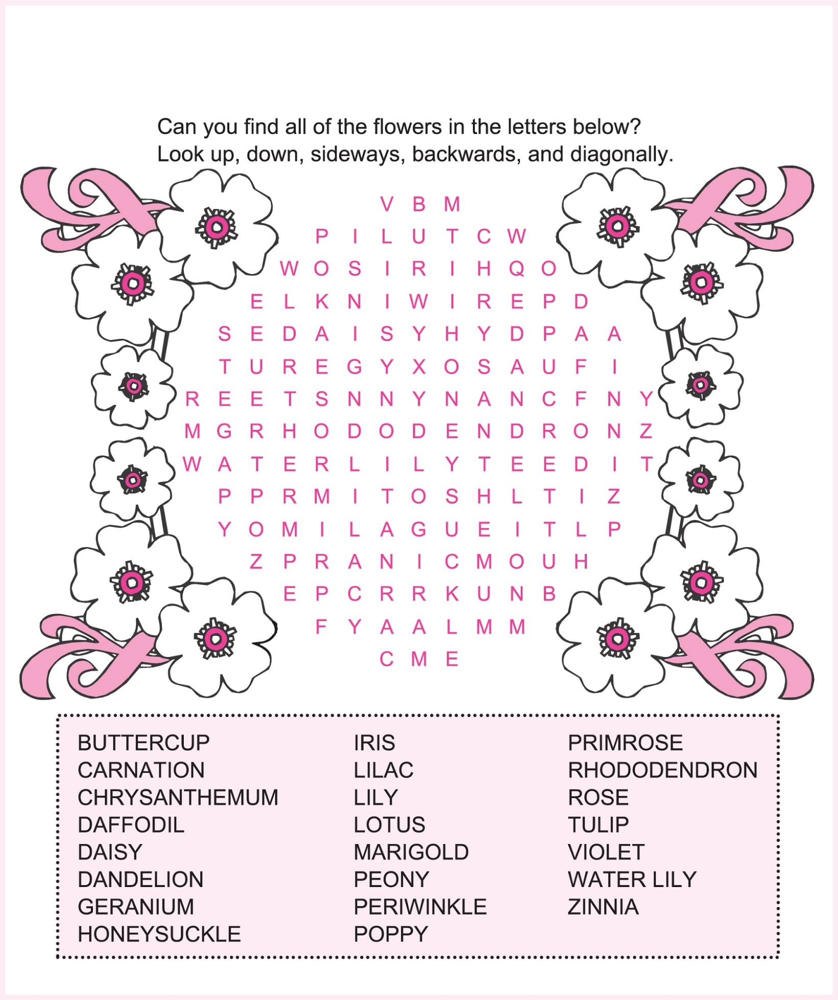 Can you find all of the flowers in the letters below?
Look up, down, sideways, backwards, and diagonally.
V B M
P I L U T C W
W O S I R I H Q O
E L K N I W I R E P D
S E D A I S Y H Y D P A A
T U R E G Y X O S A U F I
R E E T S N N Y N A N C F N Y
M G R H O D O D E N D R O N Z
W A T E R L I L Y T E E D I T
P P R M I T O S H L T I Z
Y O M I L A G U E I T L P
Z P R A N I C M O U H
E P C R R K U N B
F Y A A L M M
C M E
BUTTERCUP
CARNATION
CHRYSANTHEMUM
DAFFODIL
DAISY
DANDELION
GERANIUM
HONEYSUCKLE
IRIS
LILAC
LILY
LOTUS
MARIGOLD
PEONY
PERIWINKLE
POPPY
PRIMROSE
RHODODENDRON
ROSE
TULIP
VIOLET
WATER LILY
ZINNIA